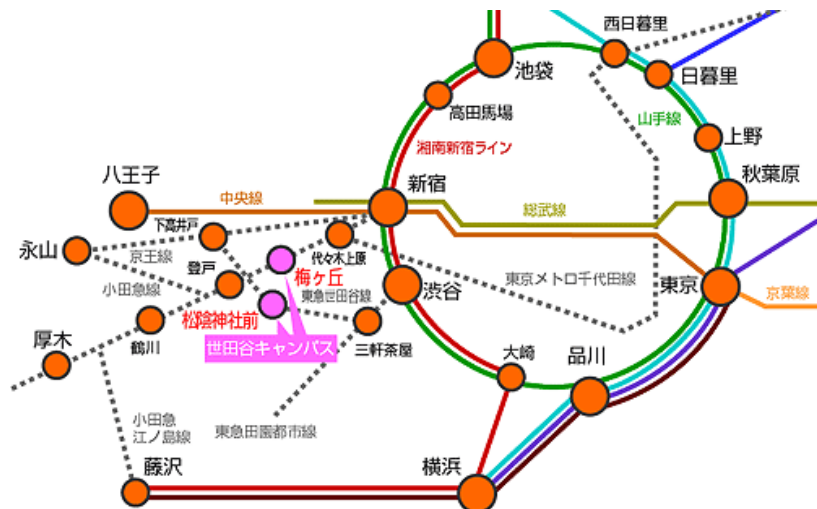 西日暮里
池袋
日暮里
高田馬場
山手線
上野
湘南新宿ライン
八王子
秋葉原
中央線
新宿
総武線
下高井戸
永山
京王線
代々木上原
登戸
梅ヶ丘
東京メトロ千代田線
東京
小田急線
東急世田谷線
渋谷
京葉線
松陰神社前
厚木
鶴川
世田谷キャンパス
三軒茶屋
大崎
品川
小田急
江ノ島線
東急田園都市線
藤沢
横浜